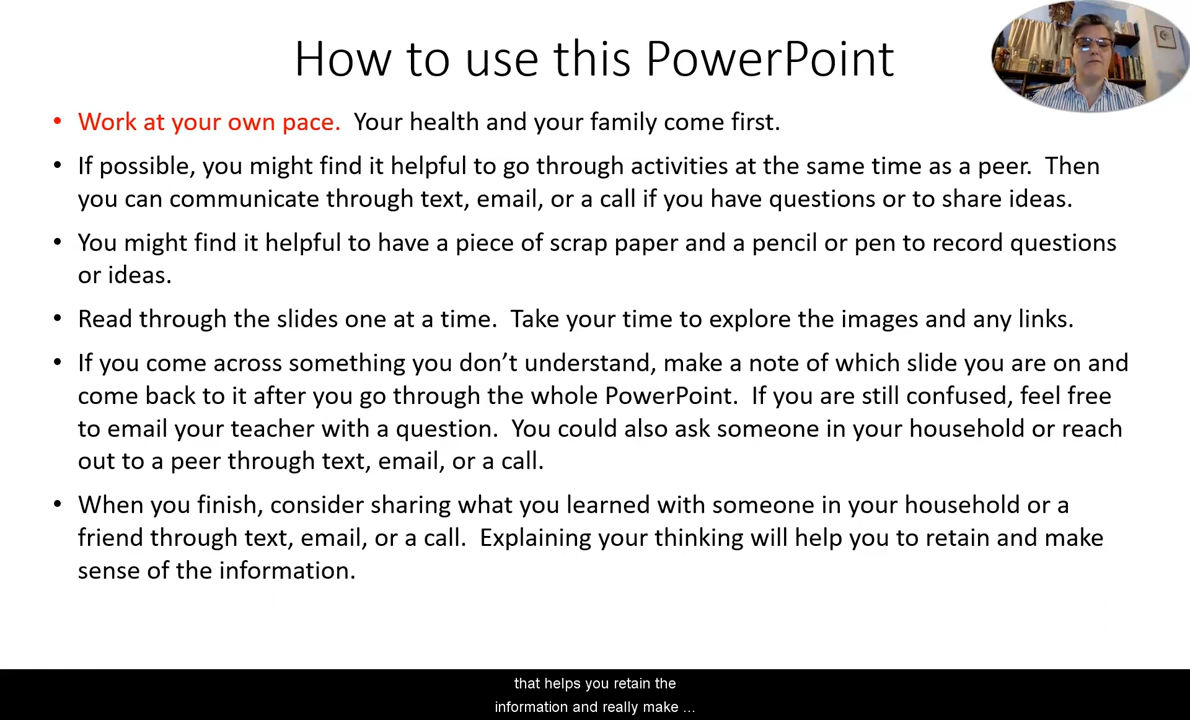 How to use this PowerPoint
• Work at your own pace.  Your health and your family come first.
• If possible, you might find it helpful to go through activities at the same time as a peer.  Then
you can communicate through text, email, or a call if you have questions or to share ideas.
• You might find it helpful to have a piece of scrap paper and a pencil or pen to record questions
or ideas.
• Read through the slides one at a time.  Take your time to explore the images and any links.
• If you come across something you don’t understand, make a note of which slide you are on and
come back to it after you go through the whole PowerPoint.  If you are still confused, feel free
to email your teacher with a question.  You could also ask someone in your household or reach
out to a peer through text, email, or a call.
• When you finish, consider sharing what you learned with someone in your household or a
friend through text, email, or a call.  Explaining your thinking will help you to retain and make
sense of the information.
that helps you retain the
information and really make ...